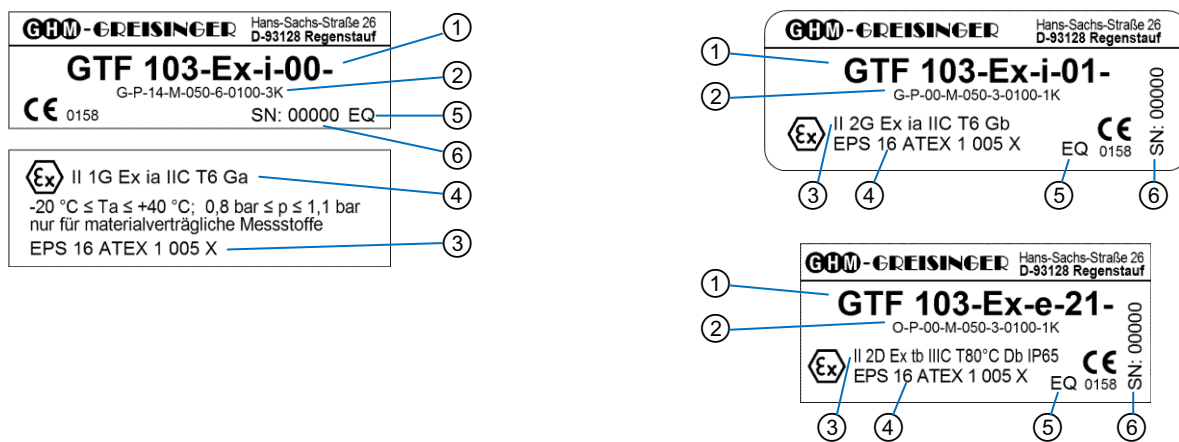 GHM-GREISINGER Hans-Sachs-Straße 26
D-93128 Regenstauf
GTF 103-Ex-i-00-
G-P-14-M-050-6-0100-3K
CE 0158 SN: 00000 EQ
1
2
5
6
Ex II 1G Ex ia IIC T6 Ga
-20 °C ≤ Ta ≤ +40 °C; 0,8 bar ≤ p ≤ 1,1 bar
nur für materialverträgliche Messstoffe
EPS 16 ATEX 1 005 X
4
3
GHM-GREISINGER Hans-Sachs-Straße 26
D-93128 Regenstauf
1
GTF 103-Ex-i-01-
2
G-P-00-M-050-3-0100-1K
Ex II 2G Ex ia IIC T6 Gb
EPS 16 ATEX 1 005 X
EQ
CE 0158
SN: 00000
3
4
5
6
GHM-GREISINGER Hans-Sachs-Straße 26
D-93128 Regenstauf
1
GTF 103-Ex-e-21-
2
O-P-00-M-050-3-0100-1K
Ex II 2D Ex tb IIIC T80°C Db IP65
EPS 16 ATEX 1 005 X
EQ
CE 0158
SN: 00000
3
4
5
6